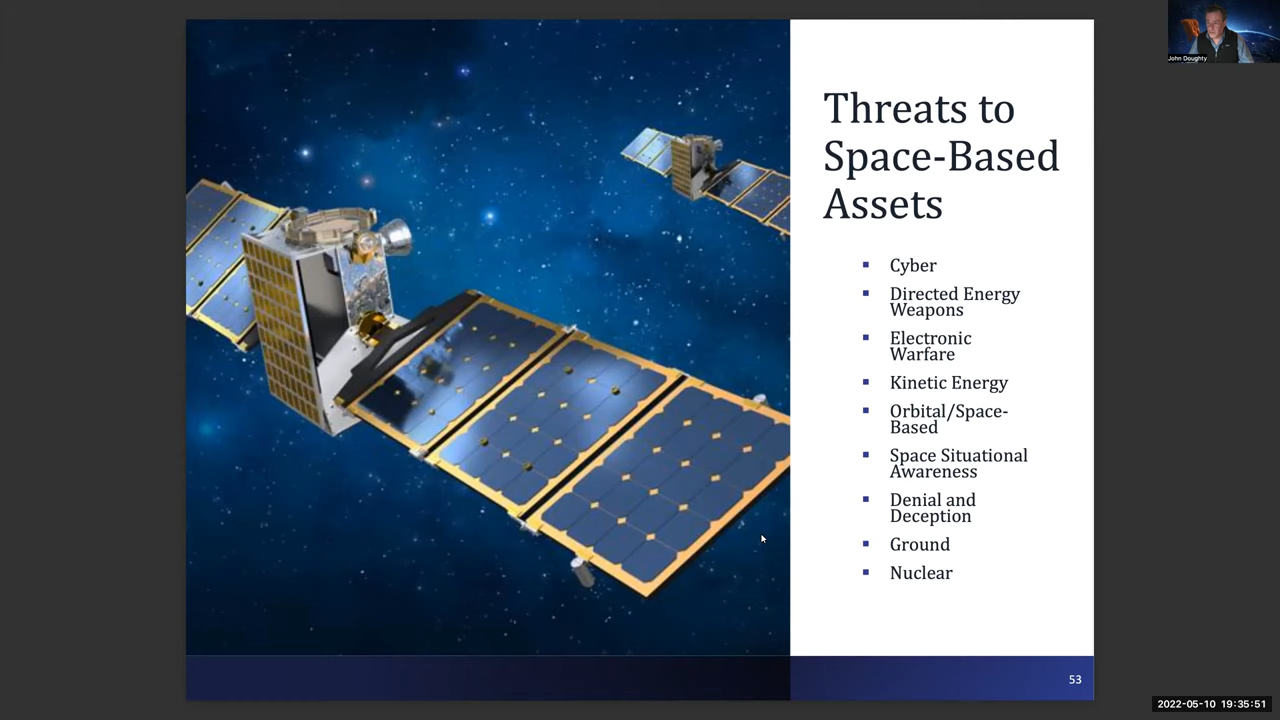 John Doughty
Threats to
Space-Based
Assets
▪ Cyber
▪ Directed Energy
Weapons
▪ Electronic
Warfare
▪ Kinetic Energy
▪ Orbital/Space-
Based
▪ Space Situational
Awareness
▪ Denial and
Deception
▪ Ground
▪ Nuclear
53
2022-05-10 19:35:51